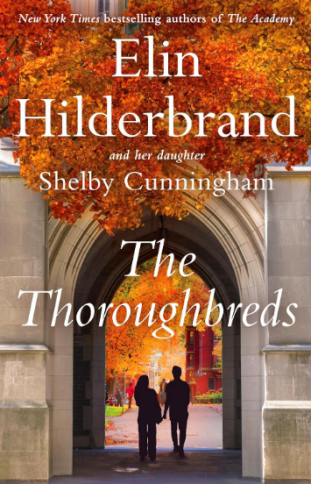 New York Times bestselling authors of The Academy
Elin
Hilderbrand
and her daughter
Shelby Cunningham
The
Thoroughbreds